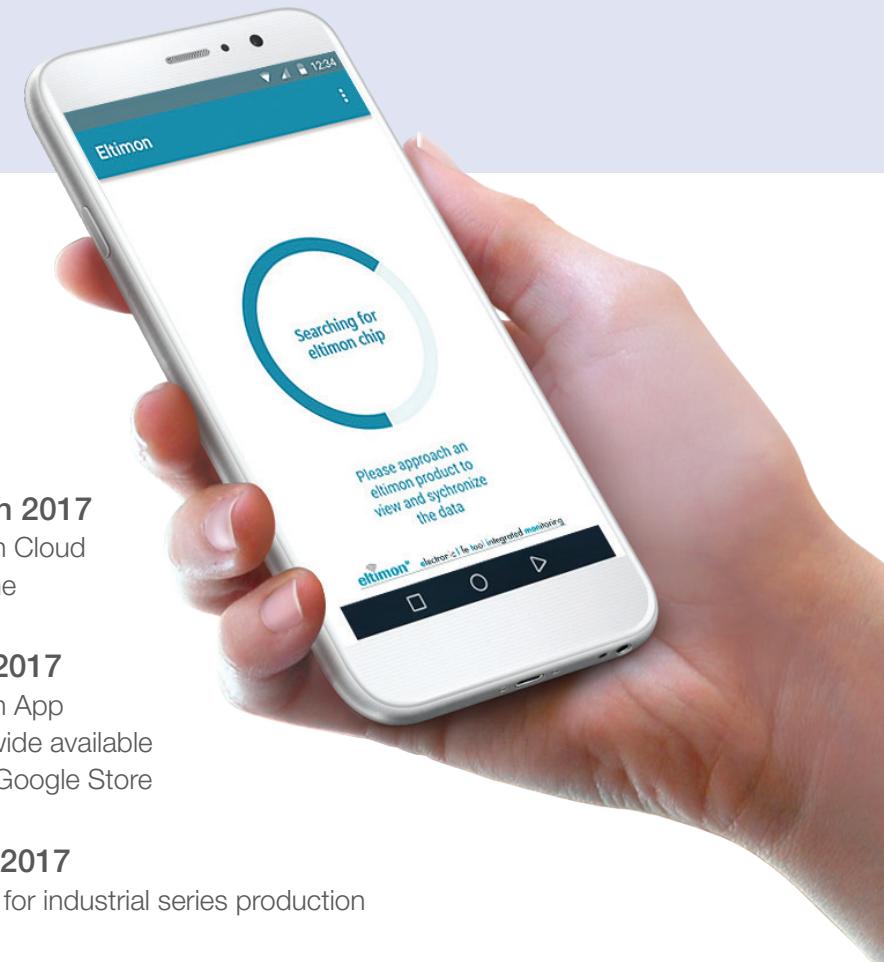 12:34
Eltimon
Searching for
eltimon chip
Please approach an
eltimon product to
view and sychronize
the data
eltimon® electronic life tool integrated monitoring
2017
Cloud
2017
App
available
Google Store
2017
for industrial series production